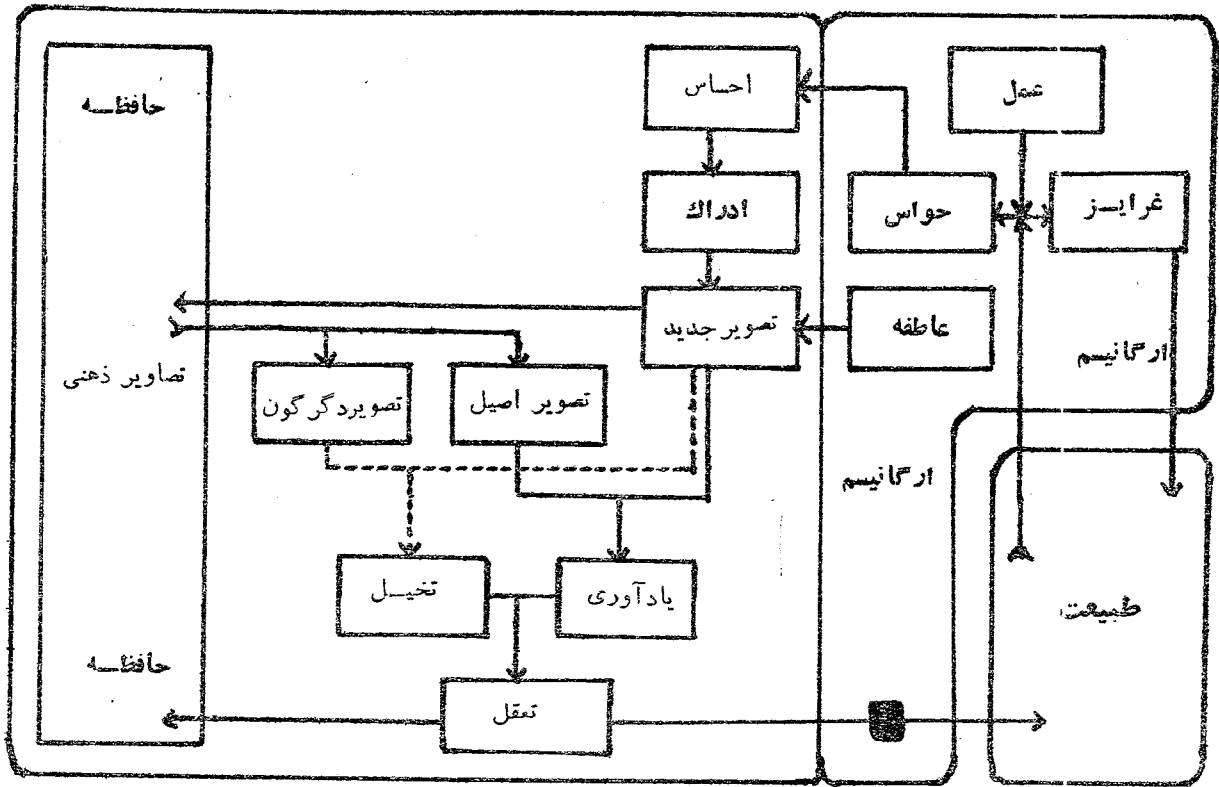 عمل
احساس
حافظه
غرایز
حواس
ادراك
عاطفه
تصویر جدید
ارگانیسم
تصاویر ذهنی
تصویر اصیل
تصویر دگرگون
ارگانیسم
یادآوری
تخیل
طبیعت
حافظه
تعقل